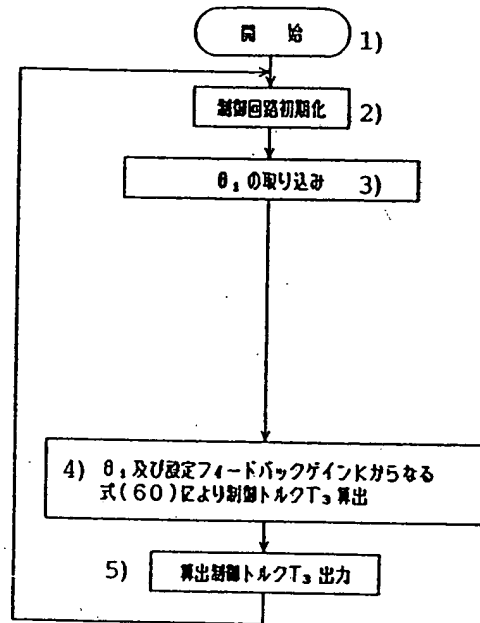 開 始 1)
制御回路初期化 2)
θ₁の取り込み 3)
4) θ₁及び設定フィードバックゲインKからなる
式(60)により制御トルクT₃算出
5) 算出制御トルクT₃出力